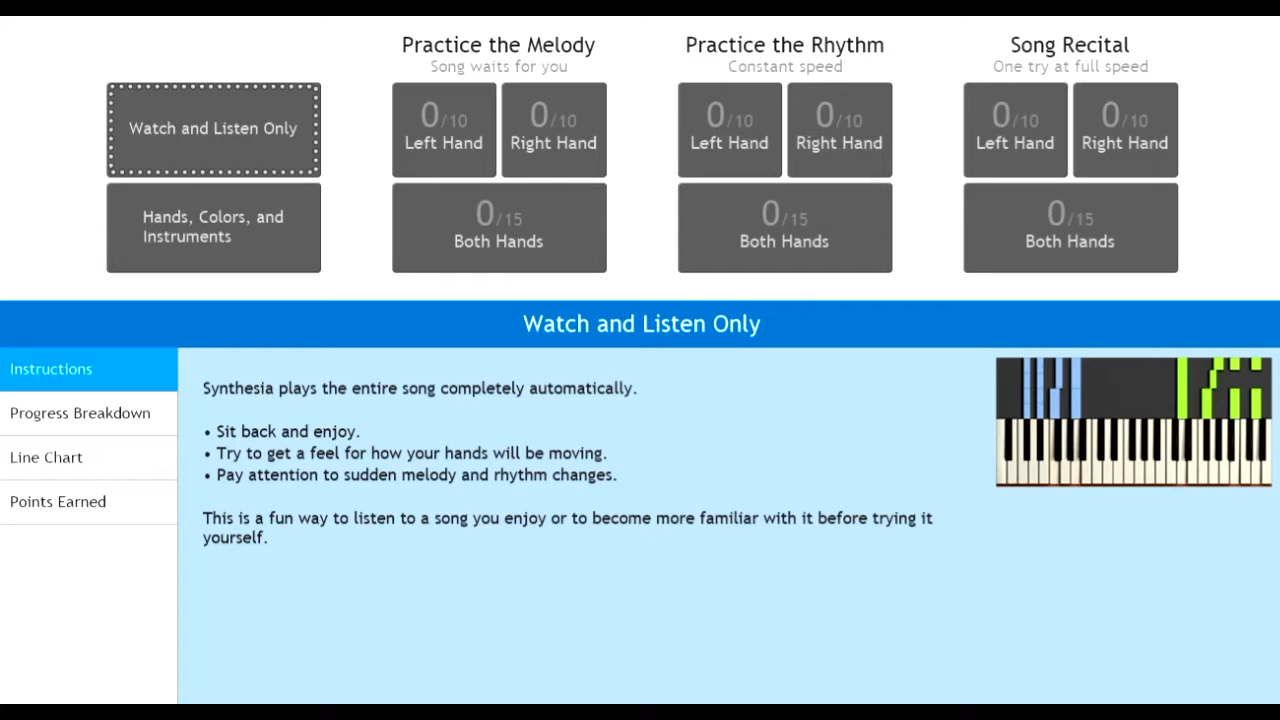 Practice the Melody
Song waits for you
Practice the Rhythm
Constant speed
Song Recital
One try at full speed
Watch and Listen Only
0/10
Left Hand
0/10
Right Hand
0/10
Left Hand
0/10
Right Hand
0/10
Left Hand
0/10
Right Hand
Hands, Colors, and
Instruments
0/15
Both Hands
0/15
Both Hands
0/15
Both Hands
Watch and Listen Only
Instructions
Progress Breakdown
Line Chart
Points Earned
Synthesia plays the entire song completely automatically.
• Sit back and enjoy.
• Try to get a feel for how your hands will be moving.
• Pay attention to sudden melody and rhythm changes.
This is a fun way to listen to a song you enjoy or to become more familiar with it before trying it
yourself.